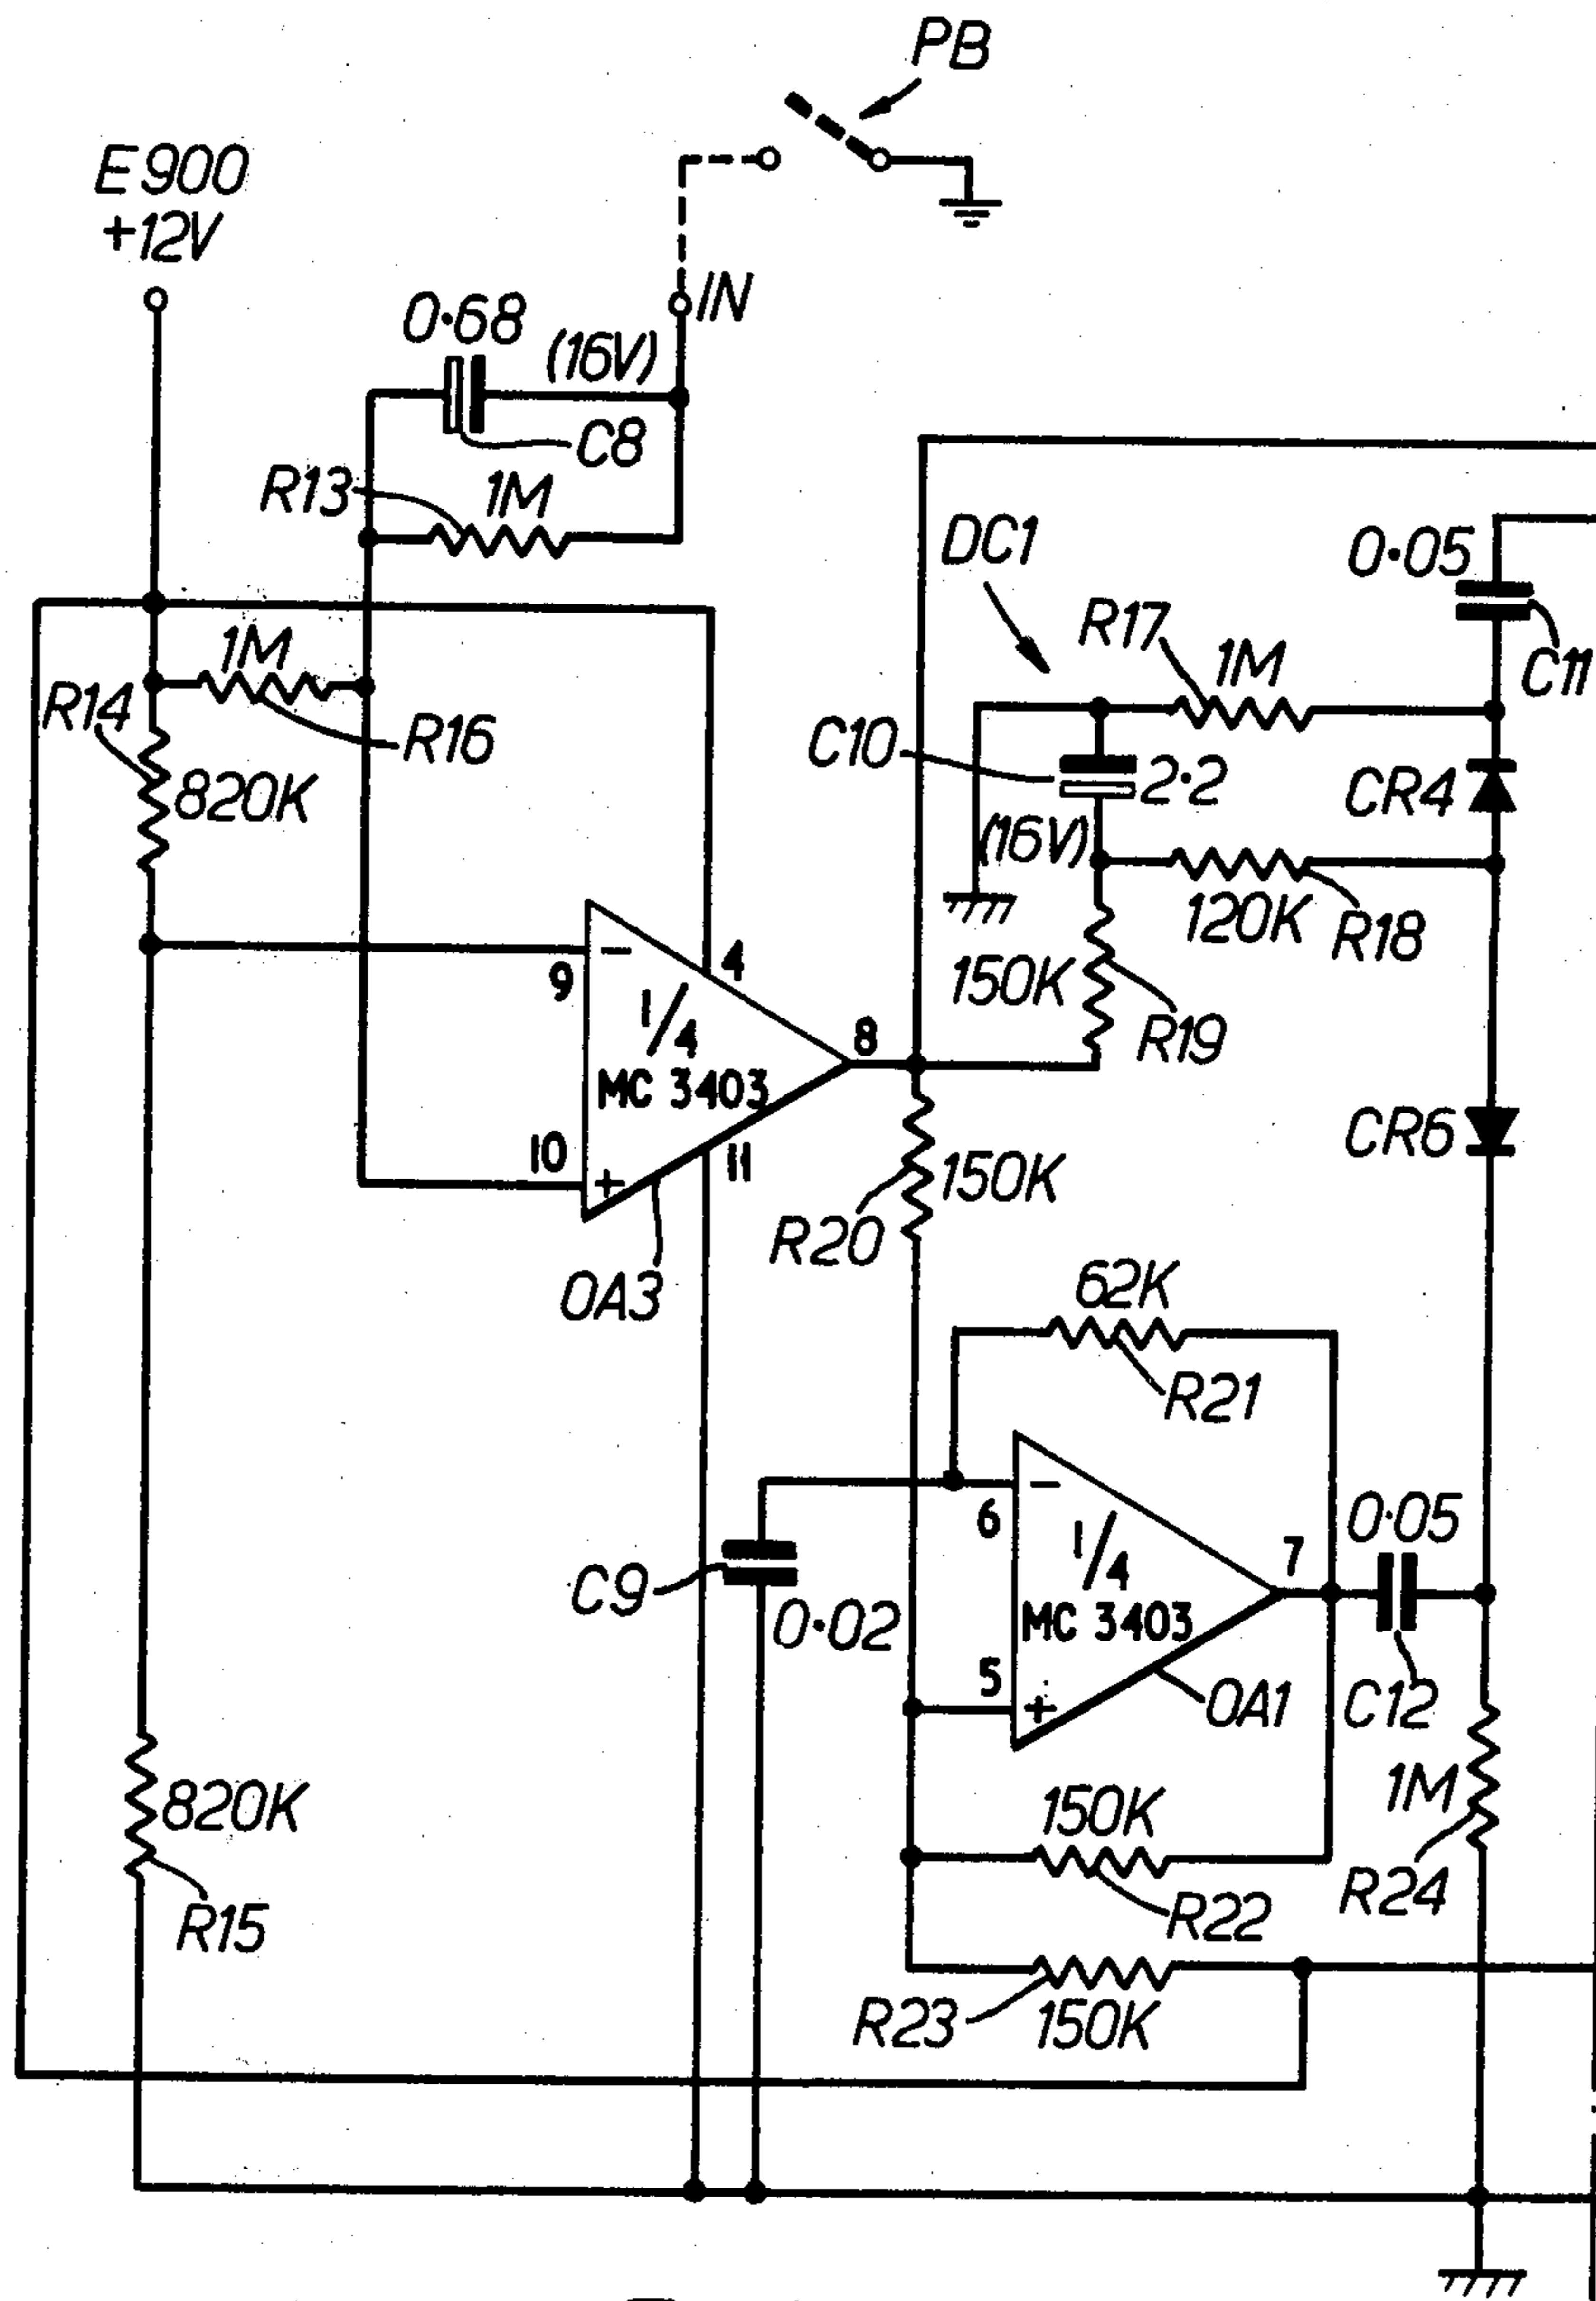 PB
E900
+12V
IN
0·68
(16V)
C8
R13
1M
DC1
0·05
R17
1M
C11
1M
R14
R16
C10
2·2
CR4
820K
(16V)
120K
R18
9
4
150K
1/4
8
R19
MC 3403
CR6
10
11
150K
R20
OA3
62K
R21
6
0·05
1/4
7
C9
MC 3403
0·02
5
OA1
C12
1M
820K
150K
R24
R22
R15
R23
150K